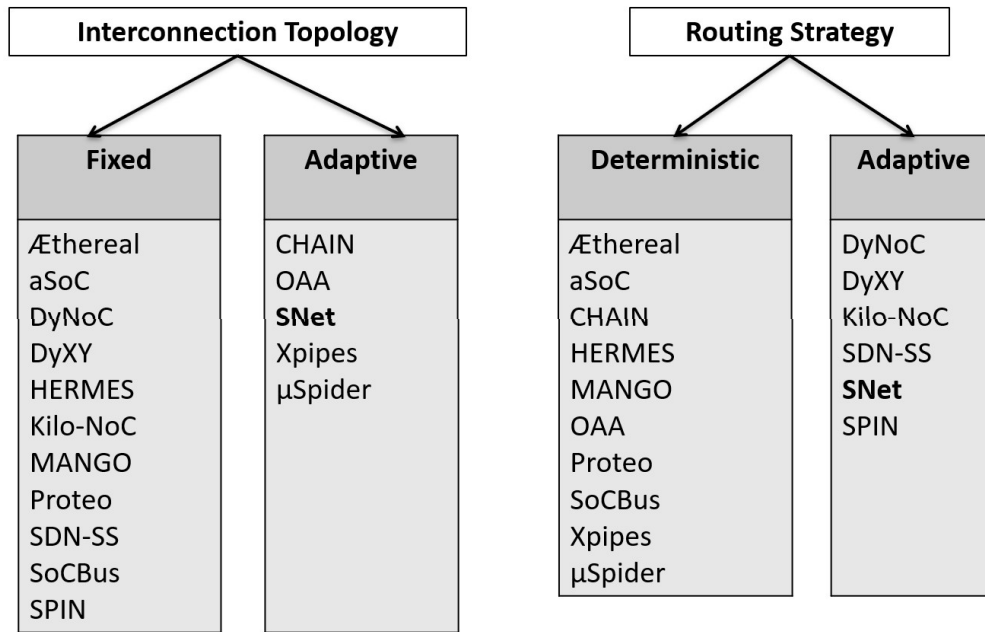 Interconnection Topology
Fixed
Æthereal
aSoC
DyNoC
DyXY
HERMES
Kilo-NoC
MANGO
Proteo
SDN-SS
SoCBus
SPIN
Adaptive
CHAIN
OAA
SNet
Xpipes
µSpider
Routing Strategy
Deterministic
Æthereal
aSoC
CHAIN
HERMES
MANGO
OAA
Proteo
SoCBus
Xpipes
µSpider
Adaptive
DyNoC
DyXY
Kilo-NoC
SDN-SS
SNet
SPIN